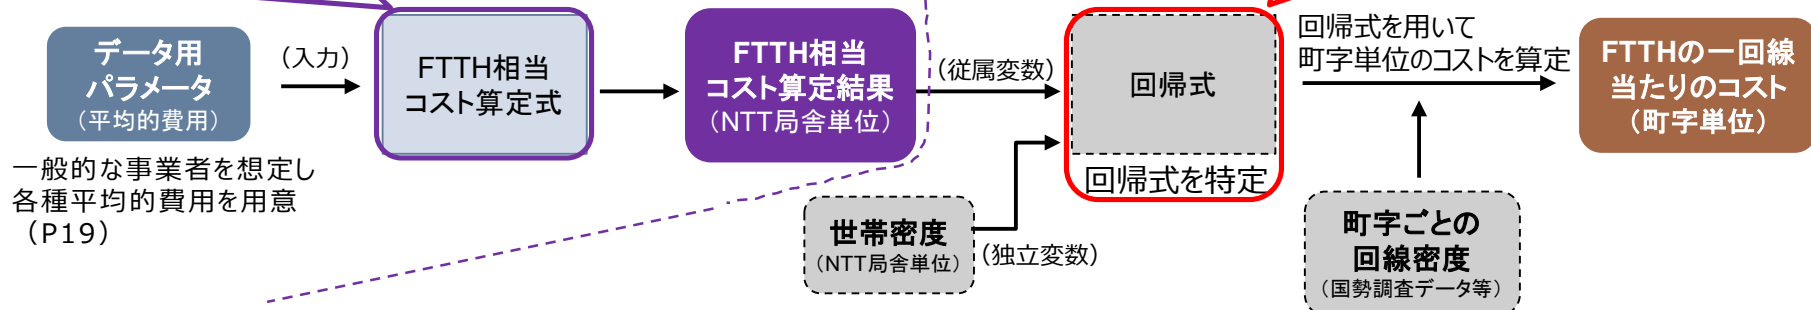 データ用
パラメータ
（平均的費用）
（入力）
FTTH相当
コスト算定式
FTTH相当
コスト算定結果
（NTT局舎単位）
（従属変数）
回帰式
回帰式を特定
回帰式を用いて
町字単位のコストを算定
FTTHの一回線
当たりのコスト
（町字単位）
一般的な事業者を想定し
各種平均的費用を用意
（P19）
世帯密度
（NTT局舎単位）
（独立変数）
町字ごとの
回線密度
（国勢調査データ等）